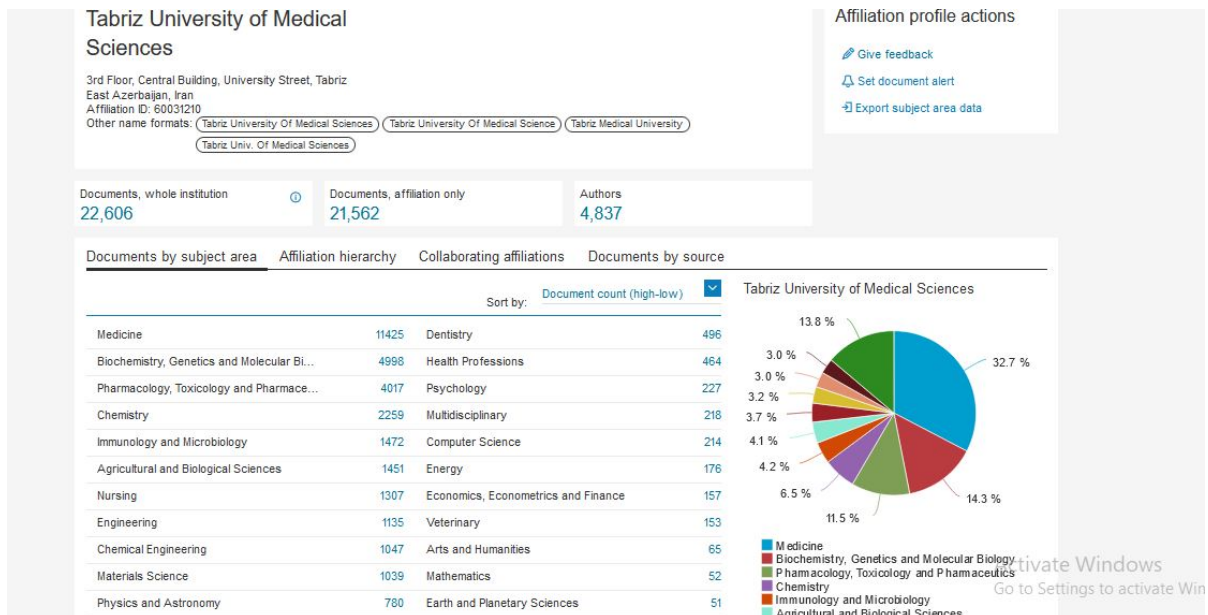 Tabriz University of Medical
Sciences
3rd Floor, Central Building, University Street, Tabriz
East Azerbaijan, Iran
Affiliation ID: 60031210
Other name formats: Tabriz University Of Medical Sciences Tabriz University Of Medical Science Tabriz Medical University
Tabriz Univ. Of Medical Sciences
Affiliation profile actions
Give feedback
Set document alert
Export subject area data
Documents, whole institution
22,606
Documents, affiliation only
21,562
Authors
4,837
Documents by subject area Affiliation hierarchy Collaborating affiliations Documents by source
Sort by: Document count (high-low)
Medicine 11425 Dentistry 496
Biochemistry, Genetics and Molecular Bi... 4998 Health Professions 464
Pharmacology, Toxicology and Pharmace... 4017 Psychology 227
Chemistry 2259 Multidisciplinary 218
Immunology and Microbiology 1472 Computer Science 214
Agricultural and Biological Sciences 1451 Energy 176
Nursing 1307 Economics, Econometrics and Finance 157
Engineering 1135 Veterinary 153
Chemical Engineering 1047 Arts and Humanities 65
Materials Science 1039 Mathematics 52
Physics and Astronomy 780 Earth and Planetary Sciences 51
Tabriz University of Medical Sciences
13.8 %
3.0 %
3.0 %
3.2 %
3.7 %
4.1 %
4.2 %
6.5 %
11.5 %
14.3 %
32.7 %
Medicine
Biochemistry, Genetics and Molecular Biology
Phamacology, Toxicology and Pharmaceutics
Chemistry
Immunology and Microbiology
Agricultural and Biological Sciences
Activate Windows
Go to Settings to activate Win